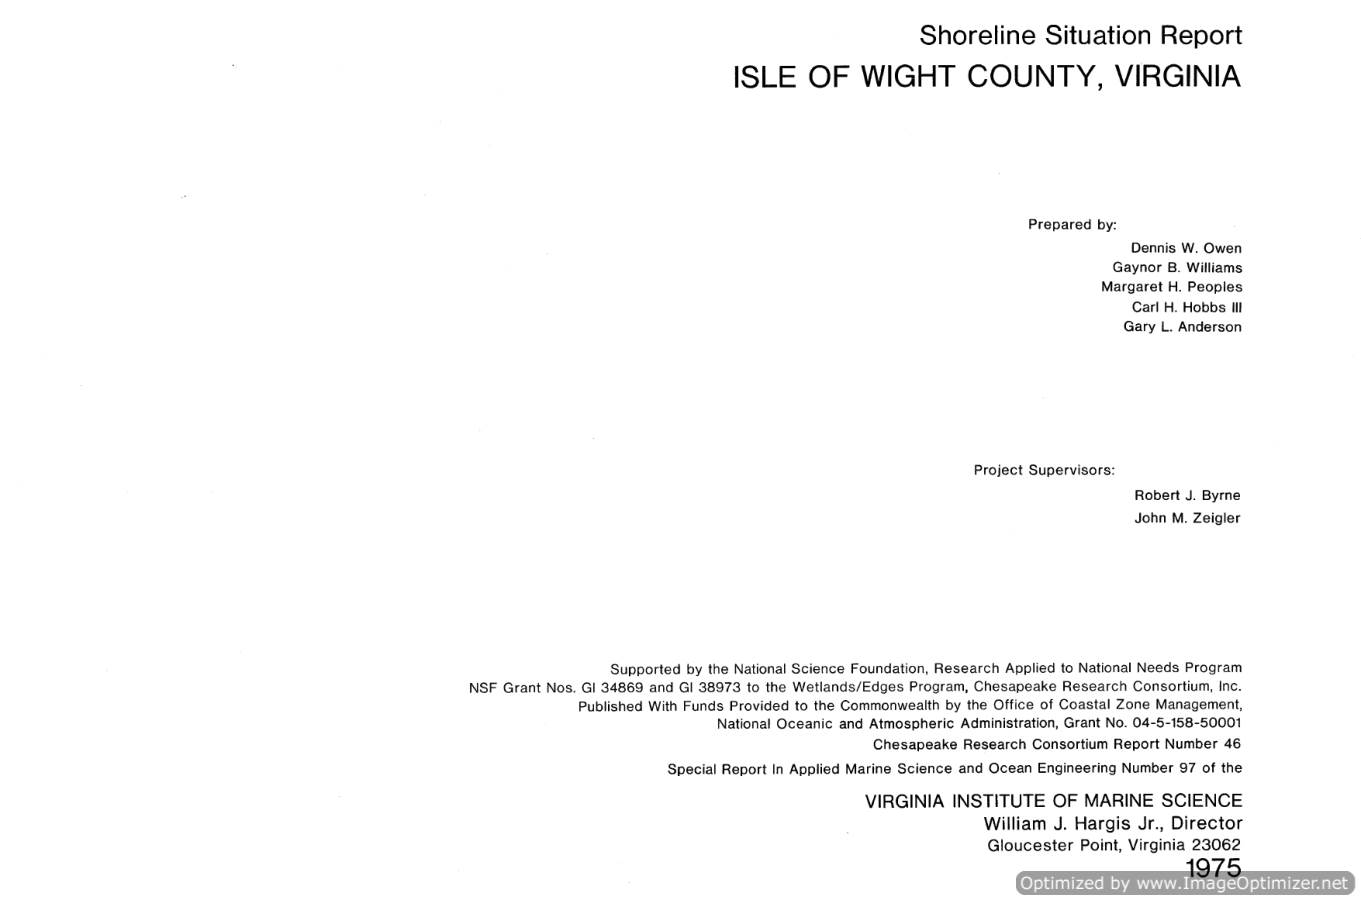 Shoreline Situation Report
ISLE OF WIGHT COUNTY, VIRGINIA
Prepared by:
Dennis W. Owen
Gaynor B. Williams
Margaret H. Peoples
Carl H. Hobbs III
Gary L. Anderson
Project Supervisors:
Robert J. Byrne
John M. Zeigler
Supported by the National Science Foundation, Research Applied to National Needs Program
NSF Grant Nos. GI 34869 and GI 38973 to the Wetlands/Edges Program, Chesapeake Research Consortium, Inc.
Published With Funds Provided to the Commonwealth by the Office of Coastal Zone Management,
National Oceanic and Atmospheric Administration, Grant No. 04-5-158-50001
Chesapeake Research Consortium Report Number 46
Special Report In Applied Marine Science and Ocean Engineering Number 97 of the
VIRGINIA INSTITUTE OF MARINE SCIENCE
William J. Hargis Jr., Director
Gloucester Point, Virginia 23062
1975
Optimized by www.ImageOptimizer.net